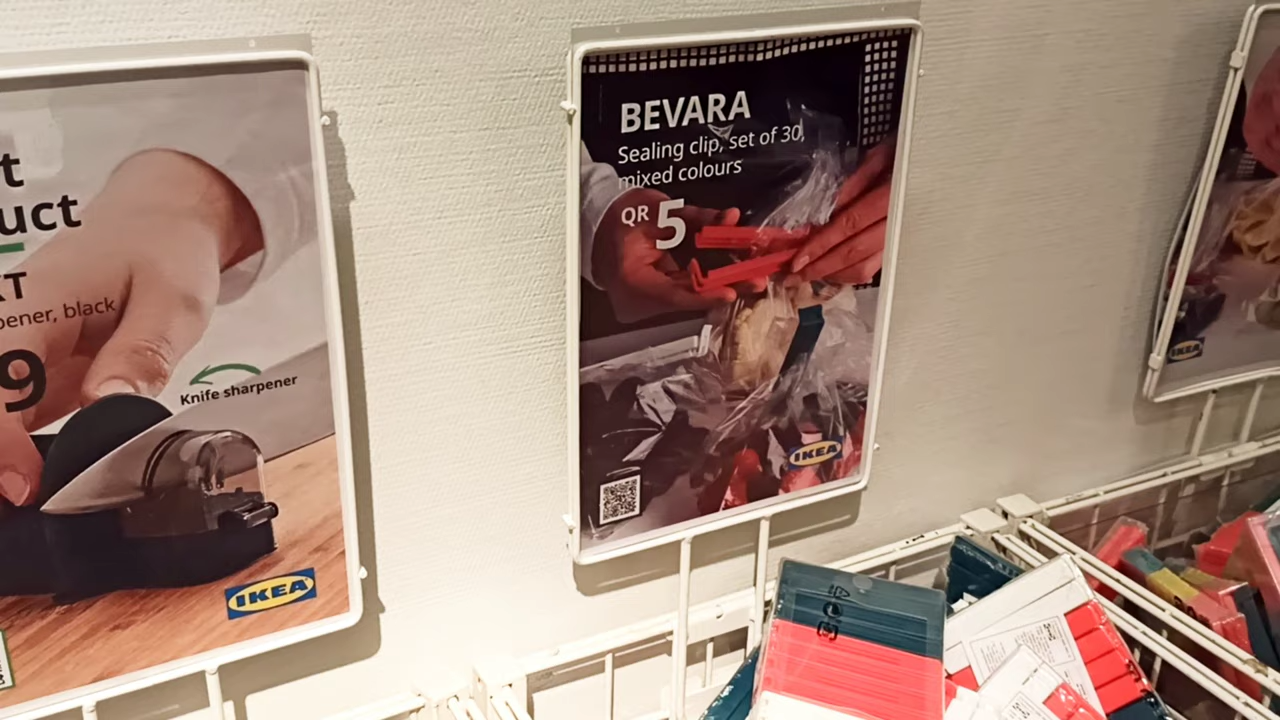 t
uct
KT
pener, black
9
Knife sharpener
IKEA
BEVARA
Sealing clip, set of 30,
mixed colours
QR 5
IKEA
IKEA